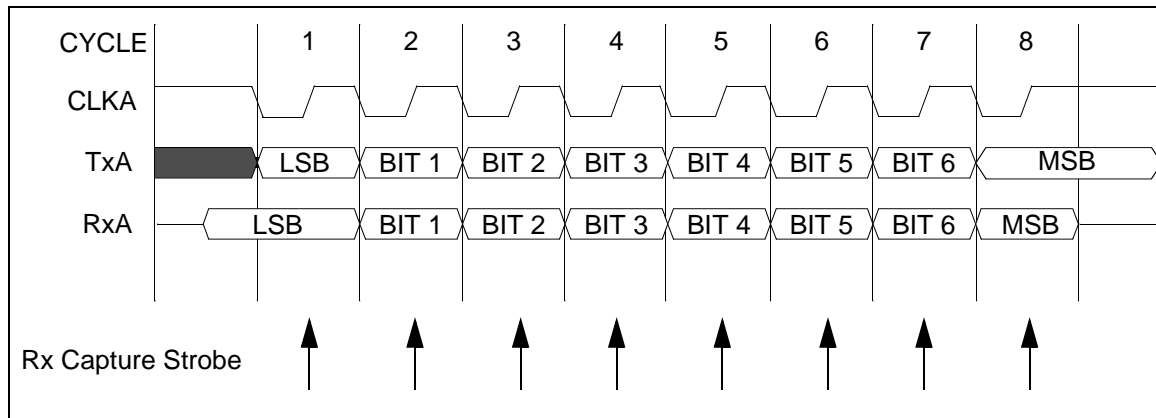 CYCLE 1 2 3 4 5 6 7 8
CLKA
TxA LSB BIT 1 BIT 2 BIT 3 BIT 4 BIT 5 BIT 6 MSB
RxA LSB BIT 1 BIT 2 BIT 3 BIT 4 BIT 5 BIT 6 MSB
Rx Capture Strobe